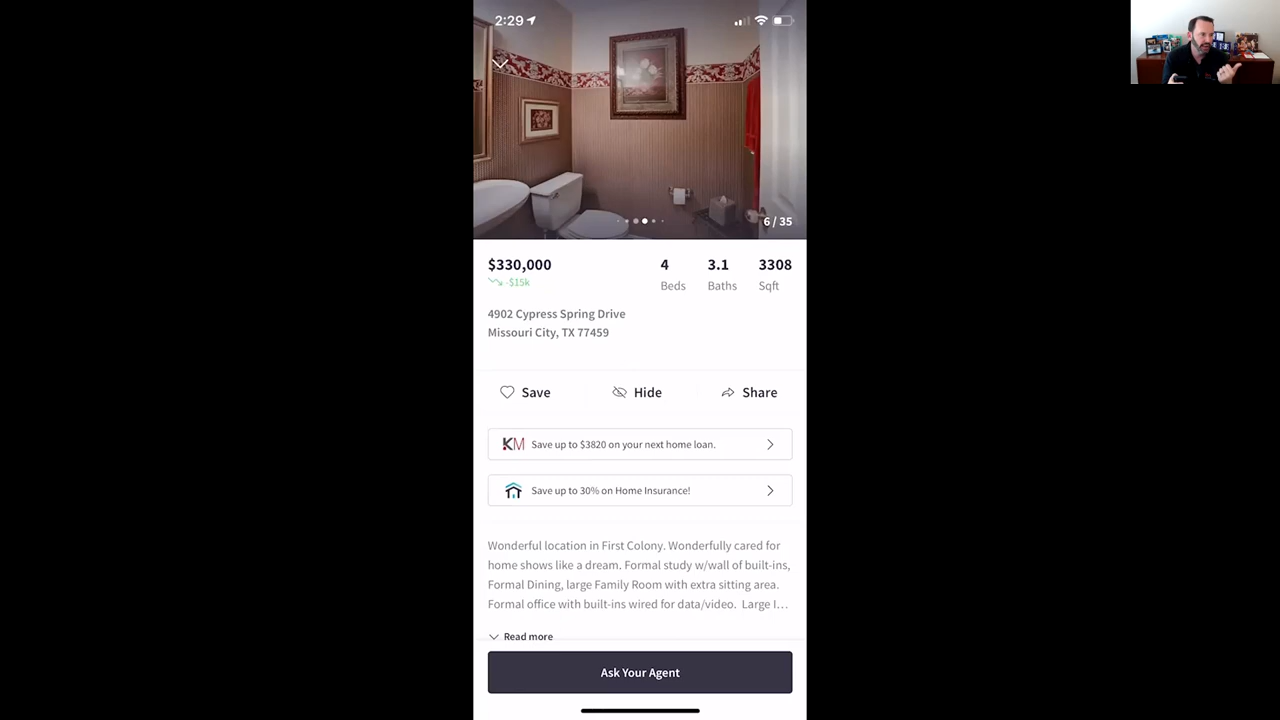 2:29
6 / 35
$330,000
-$15k
4 3.1 3308
Beds Baths Sqft
4902 Cypress Spring Drive
Missouri City, TX 77459
Save Hide Share
KM Save up to $3820 on your next home loan.
Save up to 30% on Home Insurance!
Wonderful location in First Colony. Wonderfully cared for
home shows like a dream. Formal study w/wall of built-ins,
Formal Dining, large Family Room with extra sitting area.
Formal office with built-ins wired for data/video. Large I...
Read more
Ask Your Agent